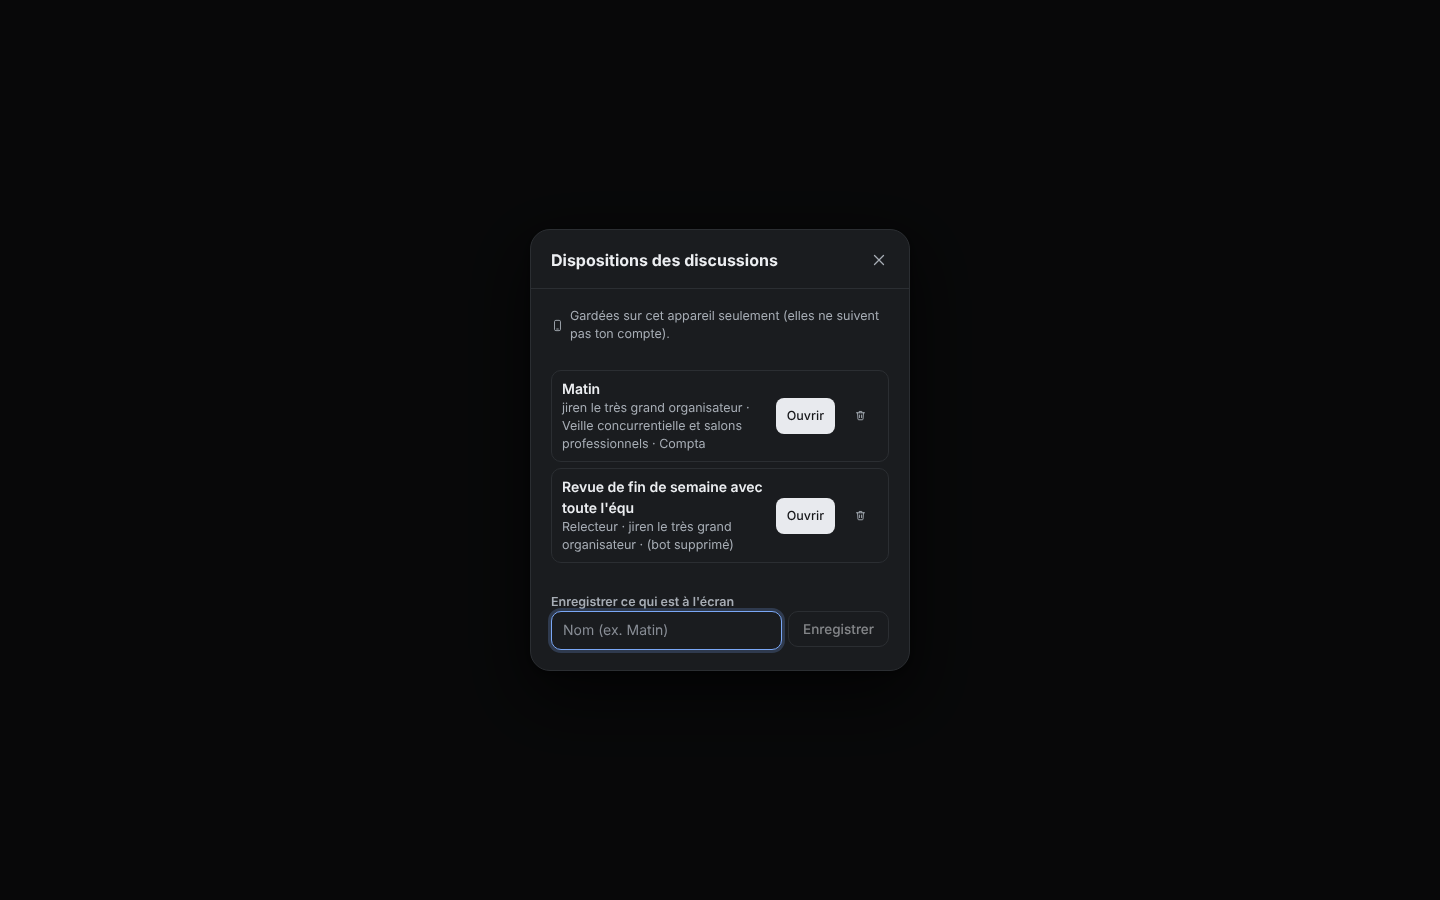 Dispositions des discussions
Gardées sur cet appareil seulement (elles ne suivent
pas ton compte).
Matin
jiren le très grand organisateur ·
Veille concurrentielle et salons
professionnels · Compta
Ouvrir
Revue de fin de semaine avec
toute l'équ
Relecteur · jiren le très grand
organisateur · (bot supprimé)
Ouvrir
Enregistrer ce qui est à l'écran
Nom (ex. Matin)
Enregistrer